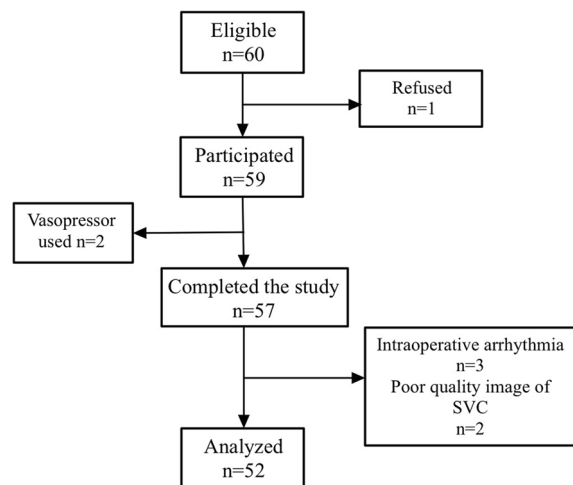 Eligible
n=60
Refused
n=1
Participated
n=59
Vasopressor
used n=2
Completed the study
n=57
Intraoperative arrhythmia
n=3
Poor quality image of
SVC
n=2
Analyzed
n=52